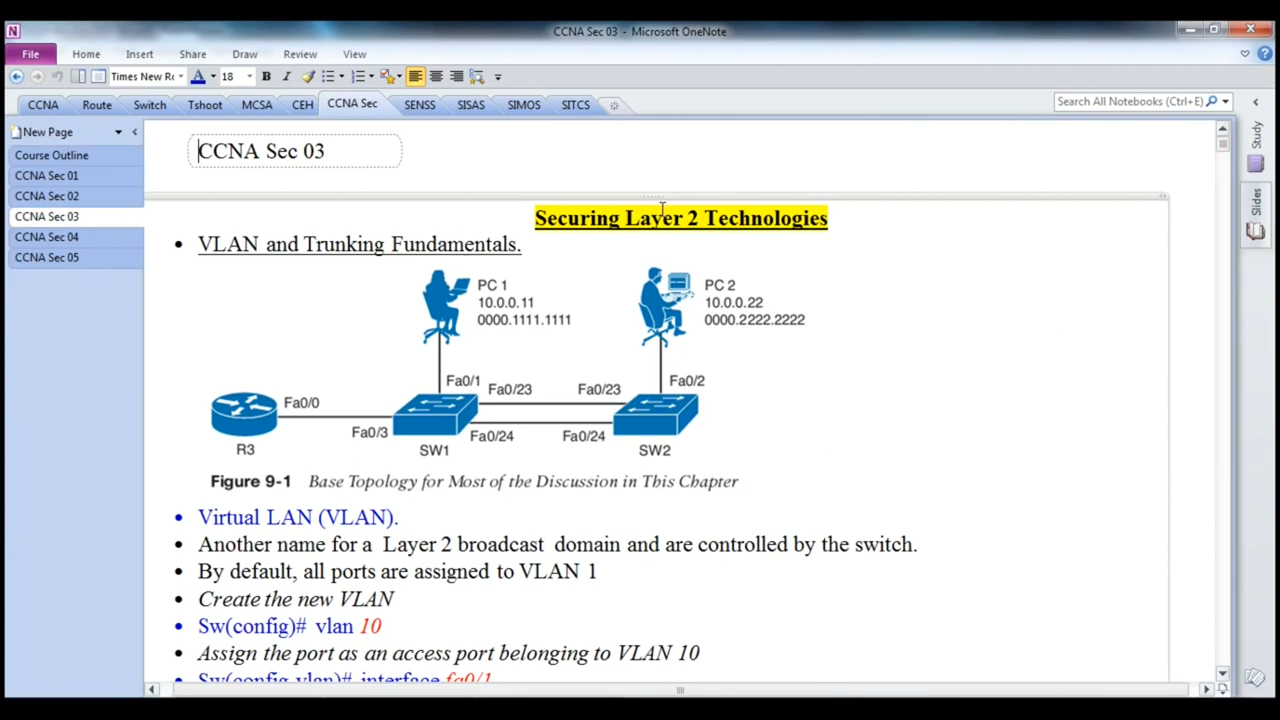 CCNA Sec 03 - Microsoft OneNote
File Home Insert Share Draw Review View
Times New Ro 18 B I
CCNA Route Switch Tshoot MCSA CEH CCNA Sec SENSS SISAS SIMOS SITCS Search All Notebooks (Ctrl+E)
New Page
Course Outline
CCNA Sec 01
CCNA Sec 02
CCNA Sec 03
CCNA Sec 04
CCNA Sec 05
Study
Slides
CCNA Sec 03
Securing Layer 2 Technologies
• VLAN and Trunking Fundamentals.
PC 1
10.0.0.11
0000.1111.1111
PC 2
10.0.0.22
0000.2222.2222
Fa0/1
Fa0/23
Fa0/23
Fa0/2
Fa0/0
Fa0/3
Fa0/24
Fa0/24
R3
SW1
SW2
Figure 9-1 Base Topology for Most of the Discussion in This Chapter
• Virtual LAN (VLAN).
• Another name for a Layer 2 broadcast domain and are controlled by the switch.
• By default, all ports are assigned to VLAN 1
• Create the new VLAN
• Sw(config)# vlan 10
• Assign the port as an access port belonging to VLAN 10
• Sw(config-vlan)# interface fa0/1